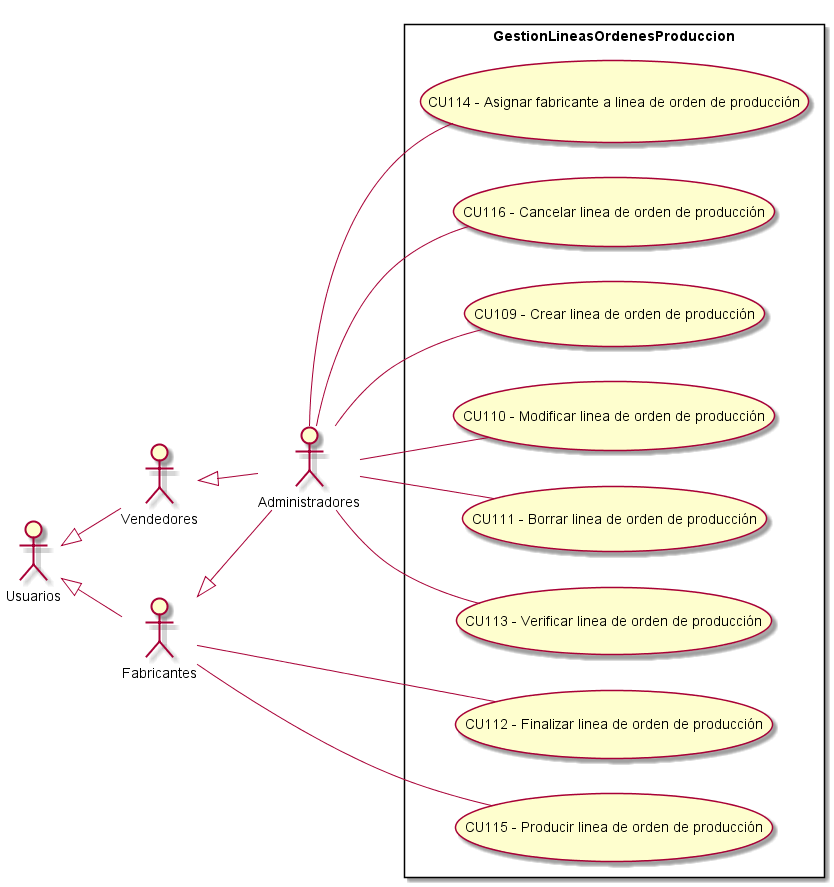 GestionLineasOrdenesProduccion
CU114 - Asignar fabricante a linea de orden de producción
CU116 - Cancelar linea de orden de producción
CU109 - Crear linea de orden de producción
CU110 - Modificar linea de orden de producción
Administradores
Vendedores
CU111 - Borrar linea de orden de producción
Usuarios
CU113 - Verificar linea de orden de producción
Fabricantes
CU112 - Finalizar linea de orden de producción
CU115 - Producir linea de orden de producción